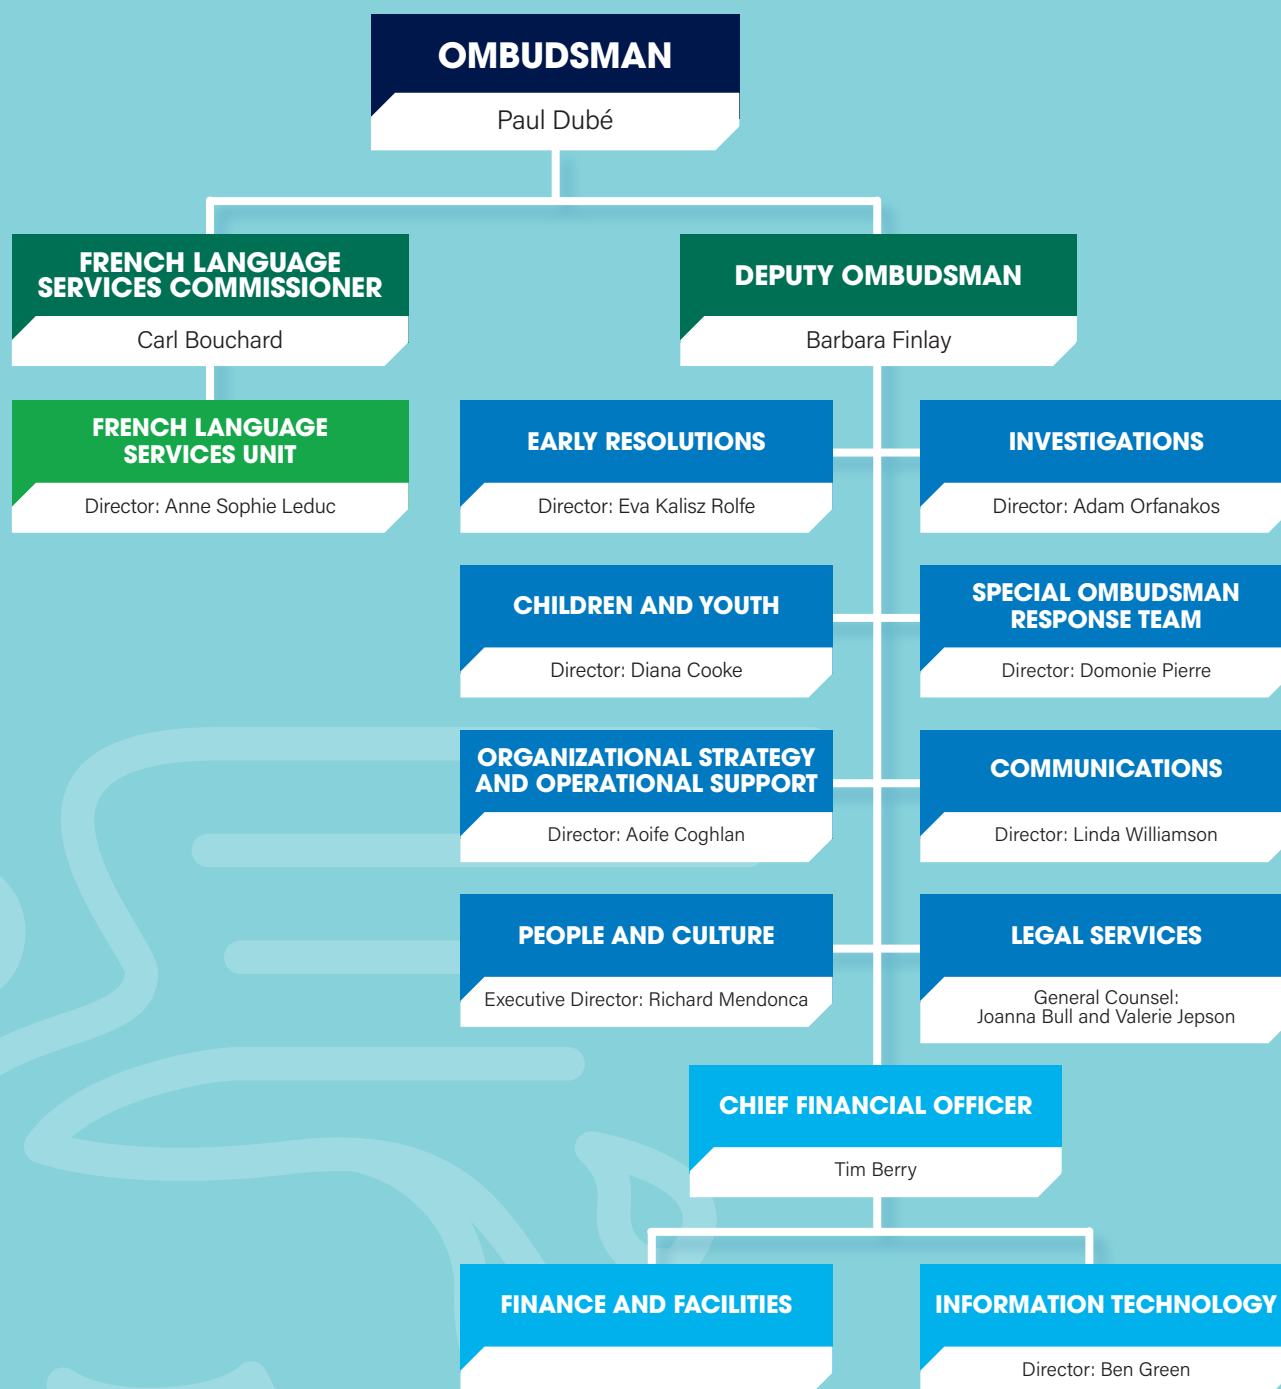 OMBUDSMAN
Paul Dubé
FRENCH LANGUAGE
SERVICES COMMISSIONER
Carl Bouchard
DEPUTY OMBUDSMAN
Barbara Finlay
FRENCH LANGUAGE
SERVICES UNIT
Director: Anne Sophie Leduc
EARLY RESOLUTIONS
Director: Eva Kalisz Rolfe
INVESTIGATIONS
Director: Adam Orfanakos
CHILDREN AND YOUTH
Director: Diana Cooke
SPECIAL OMBUDSMAN
RESPONSE TEAM
Director: Domonie Pierre
ORGANIZATIONAL STRATEGY
AND OPERATIONAL SUPPORT
Director: Aoife Coghlan
COMMUNICATIONS
Director: Linda Williamson
PEOPLE AND CULTURE
Executive Director: Richard Mendonca
LEGAL SERVICES
General Counsel:
Joanna Bull and Valerie Jepson
CHIEF FINANCIAL OFFICER
Tim Berry
FINANCE AND FACILITIES
INFORMATION TECHNOLOGY
Director: Ben Green